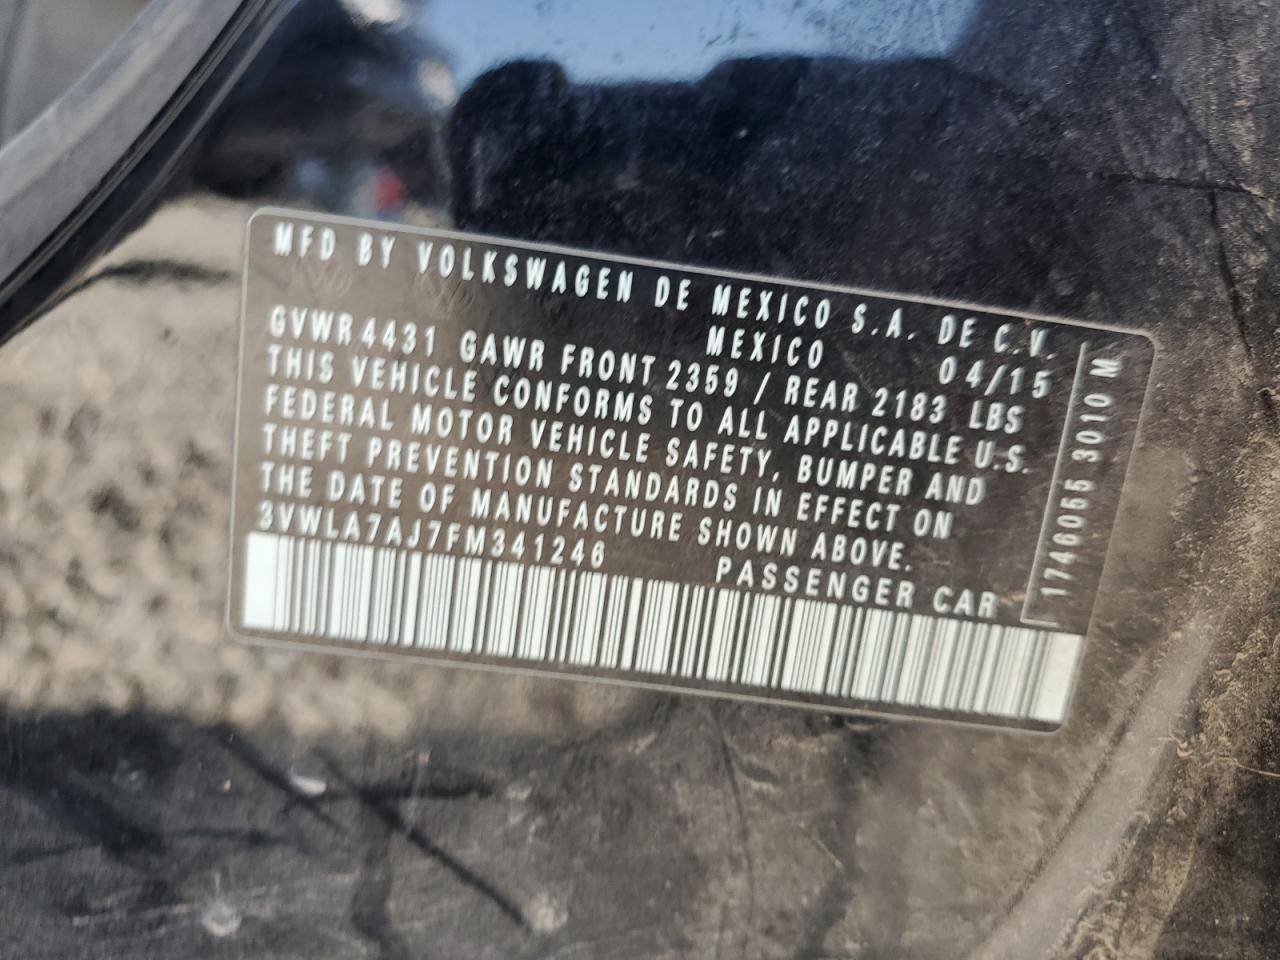 MFD BY VOLKSWAGEN DE MEXICO S.A. DE C.V.
MEXICO 04/15
GVWR 4431 GAWR FRONT 2359 / REAR 2183 LBS
THIS VEHICLE CONFORMS TO ALL APPLICABLE U.S.
FEDERAL MOTOR VEHICLE SAFETY, BUMPER AND
THEFT PREVENTION STANDARDS IN EFFECT ON
THE DATE OF MANUFACTURE SHOWN ABOVE.
3VWLA7AJ7FM341246 PASSENGER CAR
1746055 3010 M